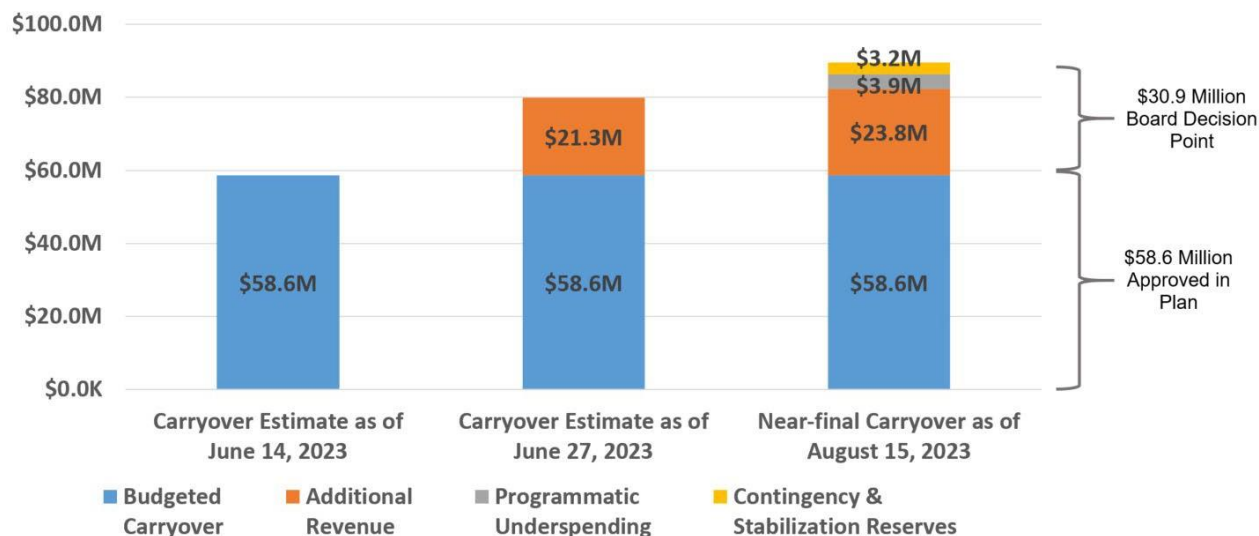 $100.0M
$80.0M
$60.0M
$40.0M
$20.0M
$0.0K
$58.6M
$21.3M
$58.6M
$3.2M
$3.9M
$23.8M
$58.6M
$30.9 Million
Board Decision
Point
$58.6 Million
Approved in
Plan
Carryover Estimate as of
June 14, 2023
Carryover Estimate as of
June 27, 2023
Near-final Carryover as of
August 15, 2023
Budgeted
Carryover
Additional
Revenue
Programmatic
Underspending
Contingency &
Stabilization Reserves